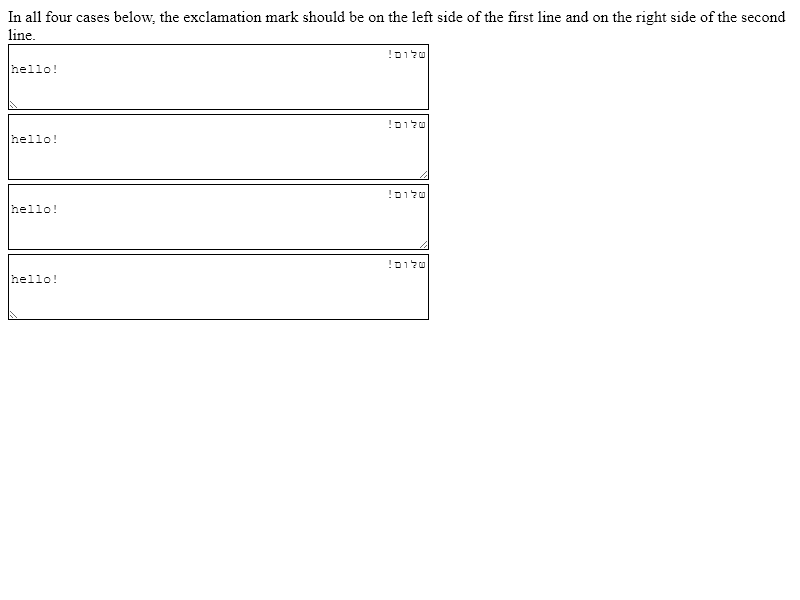 In all four cases below, the exclamation mark should be on the left side of the first line and on the right side of the second
line.
שלום!
hello!
שלום!
hello!
שלום!
hello!
שלום!
hello!